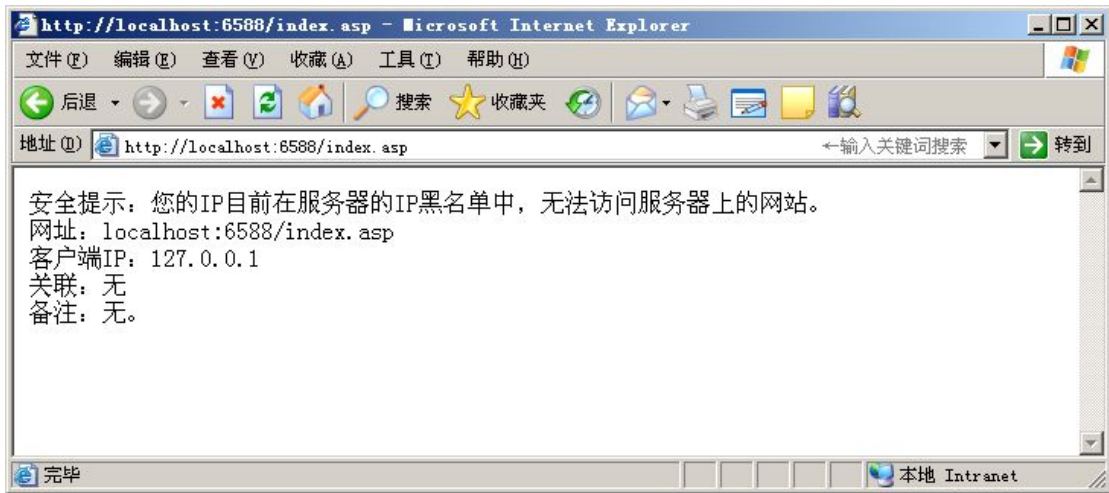 http://localhost:6588/index.asp - Microsoft Internet Explorer
文件(F) 编辑(E) 查看(V) 收藏(A) 工具(T) 帮助(H)
后退 搜索 收藏夹
地址(D) http://localhost:6588/index.asp ←输入关键词搜索 转到
安全提示：您的IP目前在服务器的IP黑名单中，无法访问服务器上的网站。
网址：localhost:6588/index.asp
客户端IP：127.0.0.1
关联：无
备注：无。
完毕 本地 Intranet